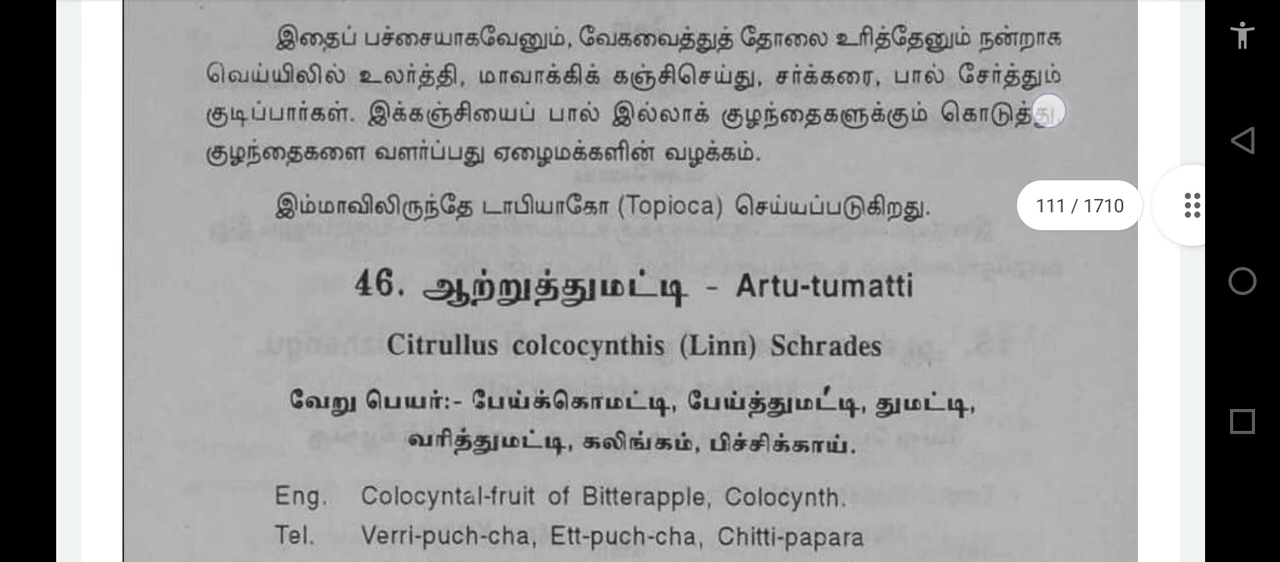 இதைப் பச்சையாகவேனும், வேகவைத்துத் தோலை உரித்தேனும் நன்றாக
வெய்யிலில் உலர்த்தி, மாவாக்கிக் கஞ்சிசெய்து, சர்க்கரை, பால் சேர்த்தும்
குடிப்பார்கள். இக்கஞ்சியைப் பால் இல்லாக் குழந்தைகளுக்கும் கொடுத்து
குழந்தைகளை வளர்ப்பது ஏழைமக்களின் வழக்கம்.
இம்மாவிலிருந்தே டாபியாகோ (Topioca) செய்யப்படுகிறது.
111 / 1710
46. ஆற்றுத்துமட்டி - Artu-tumatti
Citrullus colcocynthis (Linn) Schrades
வேறு பெயர்:- பேய்க்கொமட்டி, பேய்த்துமட்டி, துமட்டி,
வரித்துமட்டி, கலிங்கம், பிச்சிக்காய்.
Eng. Colocyntal-fruit of Bitterapple, Colocynth.
Tel. Verri-puch-cha, Ett-puch-cha, Chitti-papara